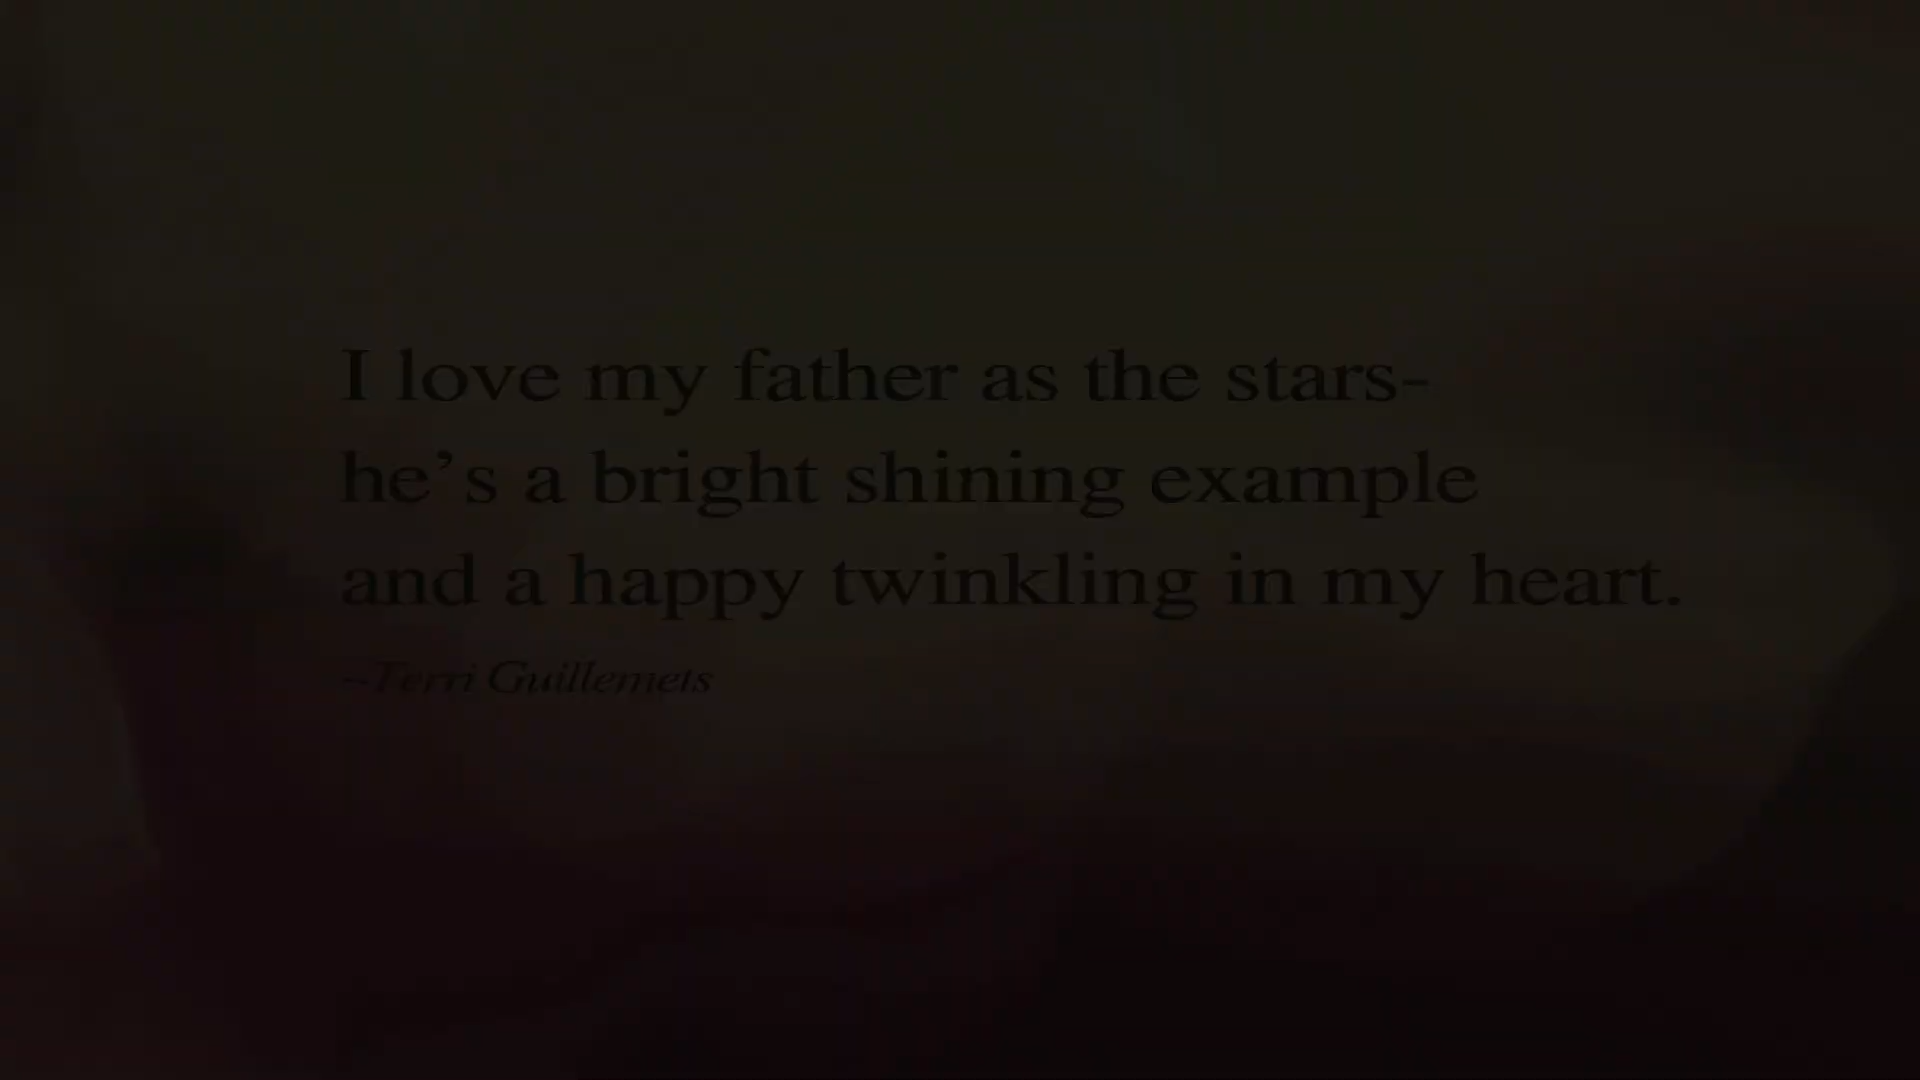 I love my father as the stars-
he's a bright shining example
and a happy twinkling in my heart.
~Terri Guillemets